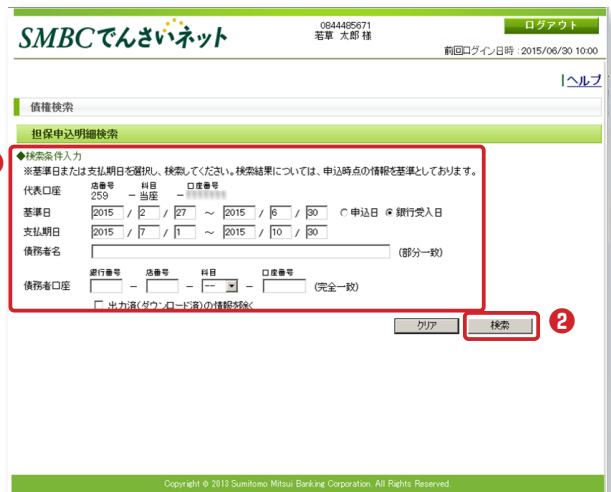 SMBCでんさいネット
0844485671
若草 太郎 様
ログアウト
前回ログイン日時：2015/06/30 10:00
|ヘルプ
債権検索
担保申込明細検索
◆検索条件入力
※基準日または支払期日を選択し、検索してください。検索結果については、申込時点の情報を基準としております。
代表口座 店番号 科目 口座番号
259 － 当座 －
基準日 2015 / 2 / 27 ～ 2015 / 6 / 30 申込日 銀行受入日
支払期日 2015 / 7 / 1 ～ 2015 / 10 / 30
債務者名 (部分一致)
銀行番号 店番号 科目 口座番号
債務者口座 － － -- － (完全一致)
出力済(ダウンロード済)の情報を除く
クリア 検索 2
Copyright © 2013 Sumitomo Mitsui Banking Corporation. All Rights Reserved.